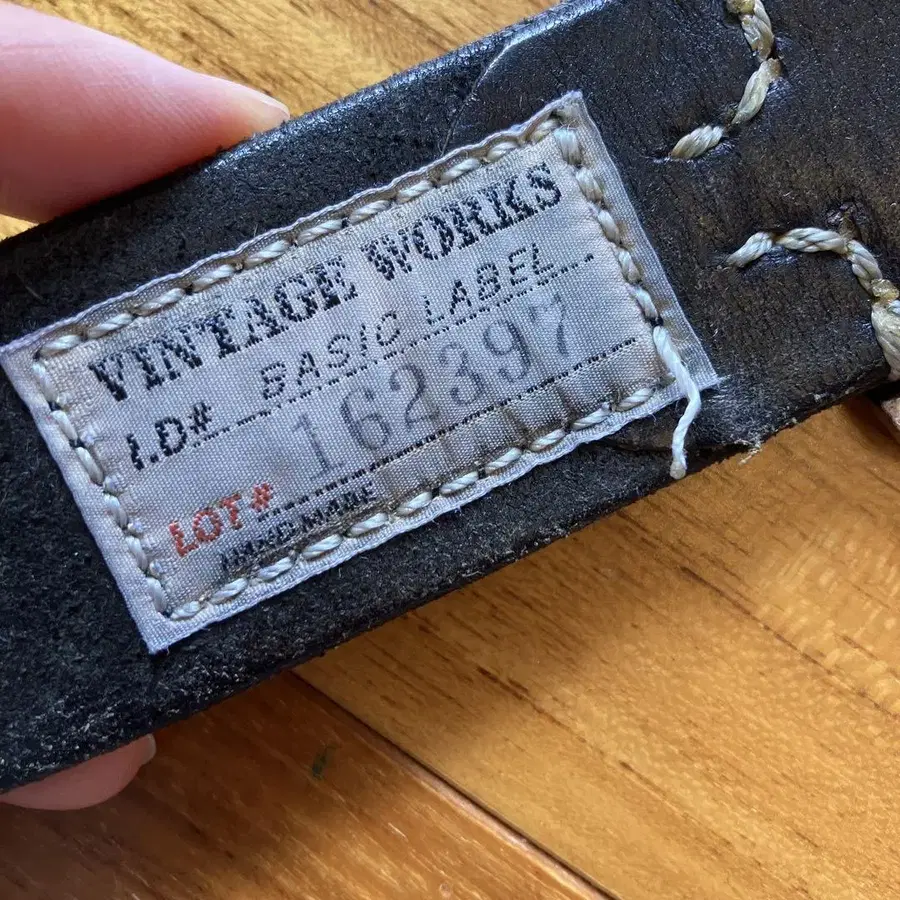 VINTAGE WORKS
I.D# BASIC LABEL
162397
LOT#
HAND MADE